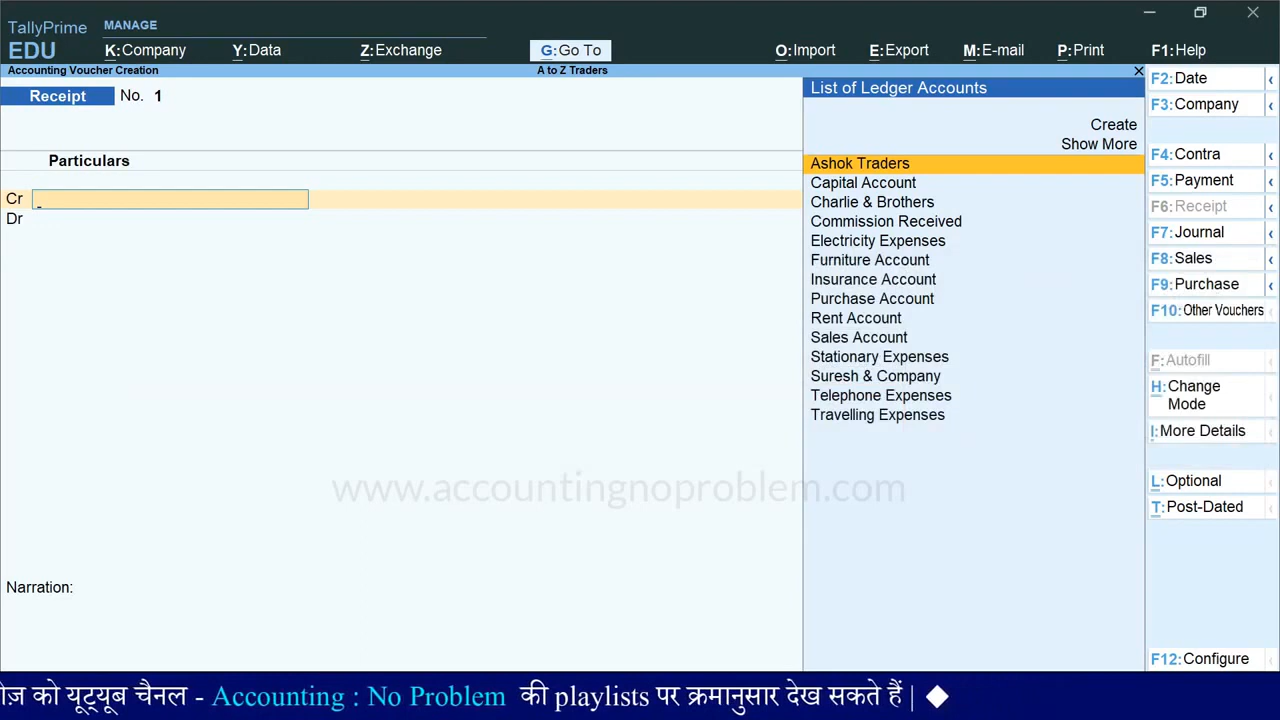 TallyPrime
EDU
MANAGE
K:Company
Y:Data
Z:Exchange
G:Go To
O:Import
E:Export
M:E-mail
P:Print
F1:Help
Accounting Voucher Creation
A to Z Traders
Receipt No. 1
Particulars
Cr
Dr
Narration:
List of Ledger Accounts
Create
Show More
Ashok Traders
Capital Account
Charlie & Brothers
Commission Received
Electricity Expenses
Furniture Account
Insurance Account
Purchase Account
Rent Account
Sales Account
Stationary Expenses
Suresh & Company
Telephone Expenses
Travelling Expenses
F2:Date
F3:Company
F4:Contra
F5:Payment
F6:Receipt
F7:Journal
F8:Sales
F9:Purchase
F10:Other Vouchers
F:Autofill
H:Change
Mode
I:More Details
L:Optional
T:Post-Dated
F12:Configure
www.accountingnoproblem.com
को यूट्यूब चैनल - Accounting : No Problem की playlists पर क्रमानुसार देख सकते हैं | ◆